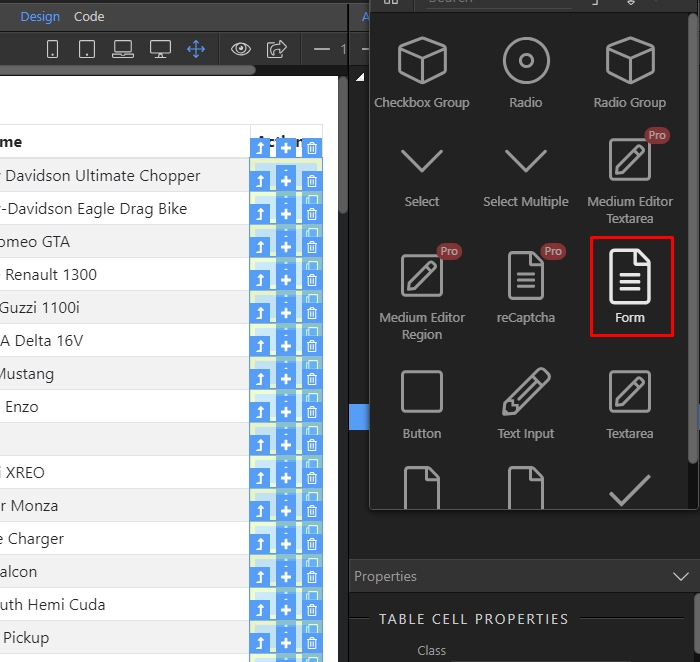 Design Code
1
me
Davidson Ultimate Chopper
-Davidson Eagle Drag Bike
omeo GTA
Renault 1300
Guzzi 1100i
A Delta 16V
Mustang
Enzo
XREO
r Monza
e Charger
alcon
uth Hemi Cuda
Pickup
A
Search
Checkbox Group
Radio
Radio Group
Select
Select Multiple
Pro
Medium Editor
Textarea
Pro
Medium Editor
Region
Pro
reCaptcha
Form
Button
Text Input
Textarea
Properties
TABLE CELL PROPERTIES
Class